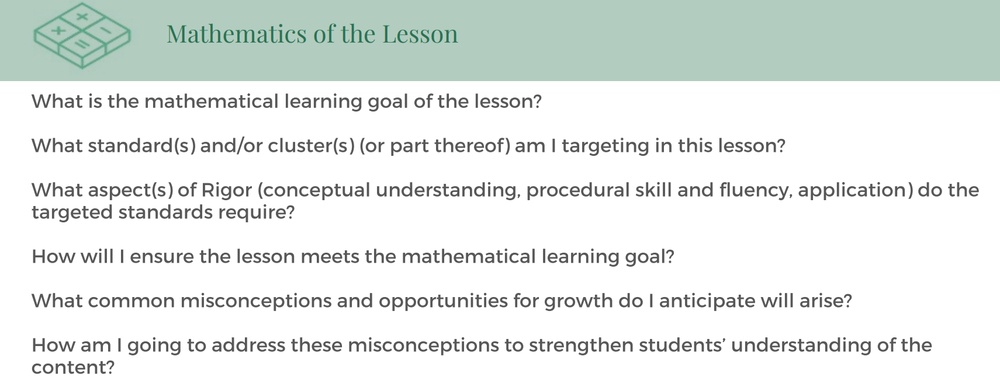 Mathematics of the Lesson
What is the mathematical learning goal of the lesson?
What standard(s) and/or cluster(s) (or part thereof) am I targeting in this lesson?
What aspect(s) of Rigor (conceptual understanding, procedural skill and fluency, application) do the
targeted standards require?
How will I ensure the lesson meets the mathematical learning goal?
What common misconceptions and opportunities for growth do I anticipate will arise?
How am I going to address these misconceptions to strengthen students’ understanding of the
content?